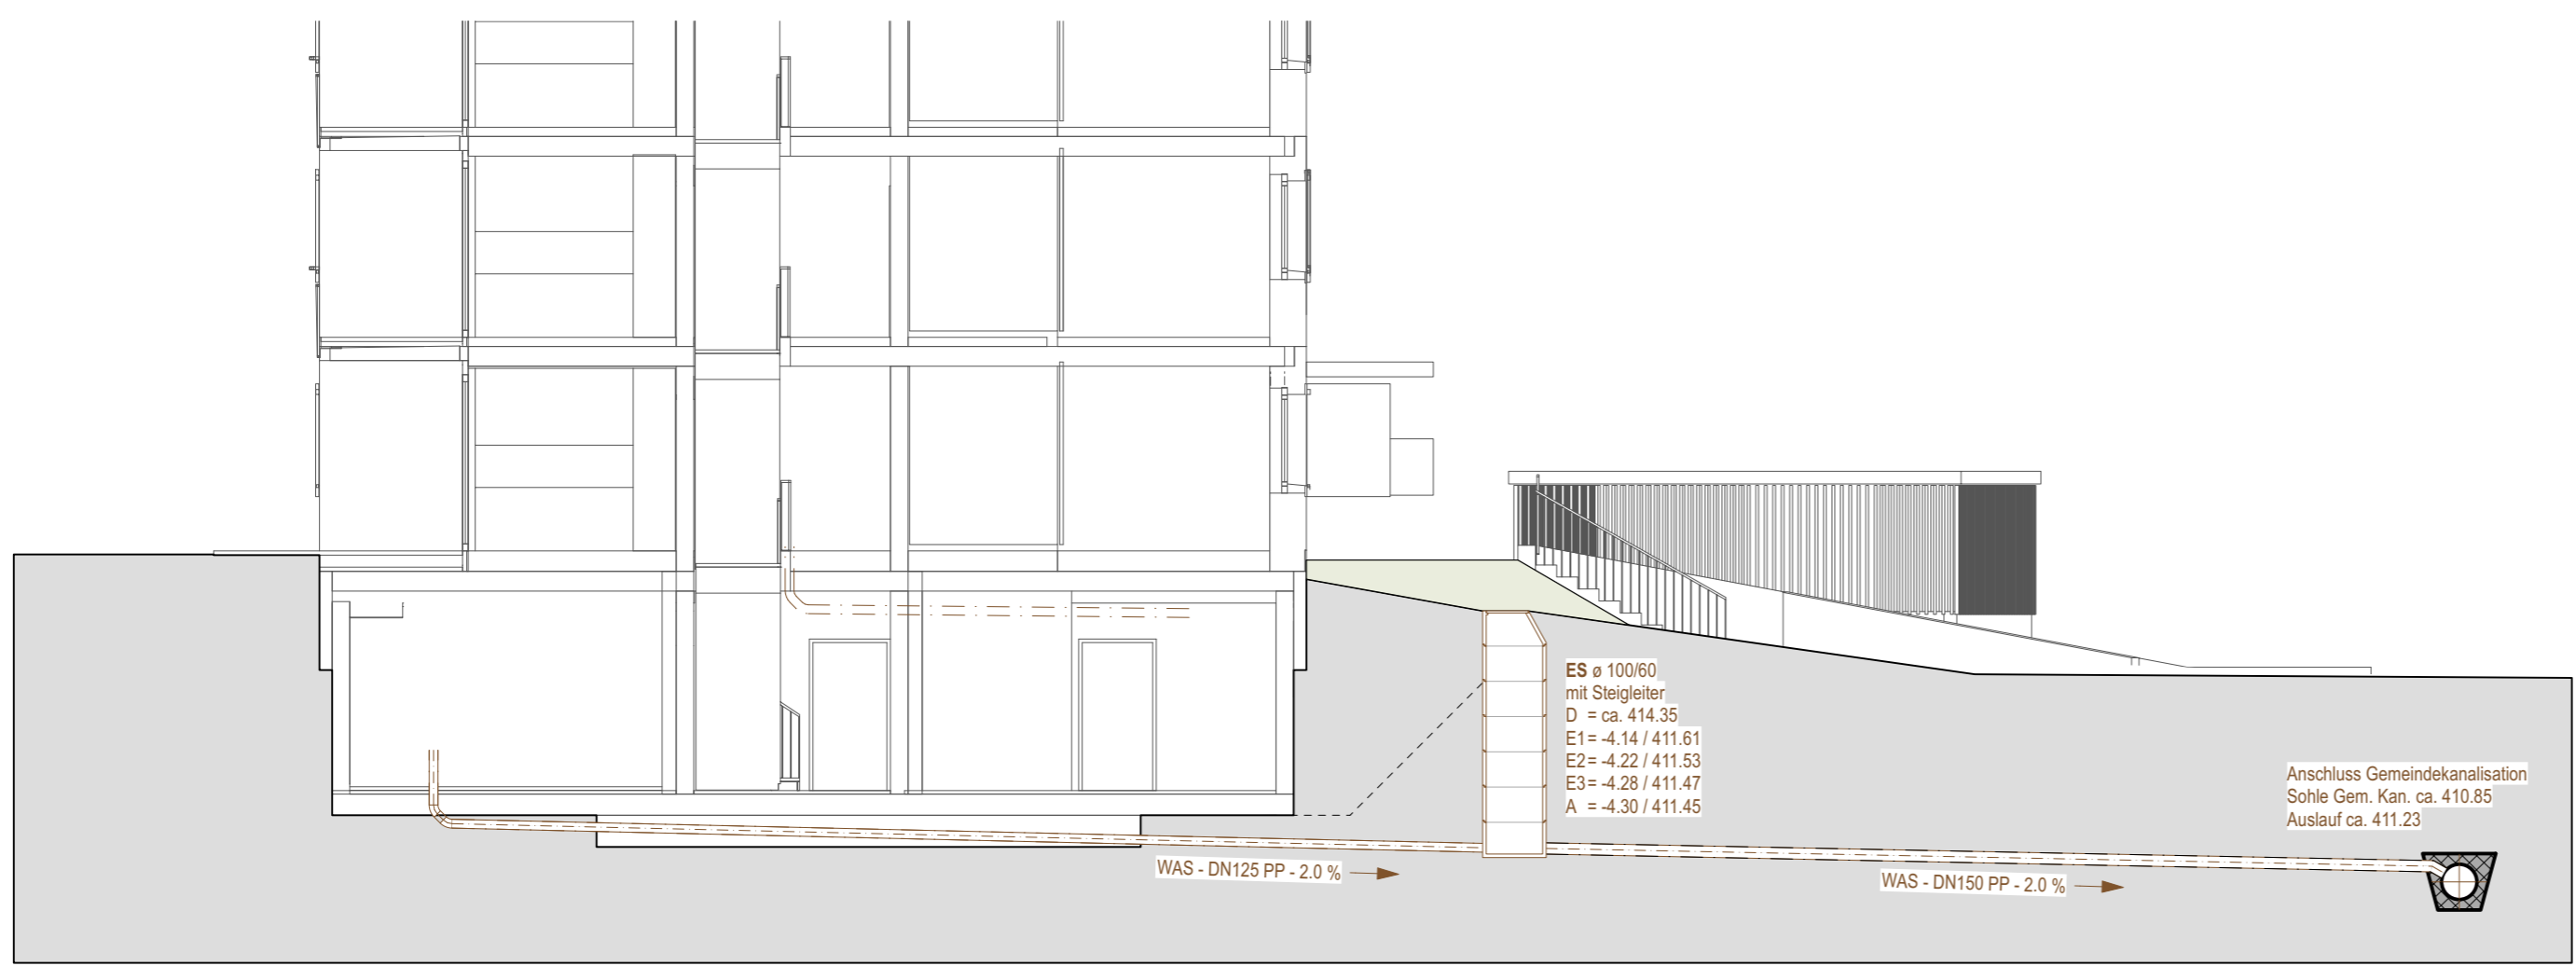 ES ø 100/60
mit Steigleiter
D = ca. 414.35
E1 = -4.14 / 411.61
E2 = -4.22 / 411.53
E3 = -4.28 / 411.47
A = -4.30 / 411.45
Anschluss Gemeindekanalisation
Sohle Gem. Kan. ca. 410.85
Auslauf ca. 411.23
WAS - DN125 PP - 2.0 %
WAS - DN150 PP - 2.0 %